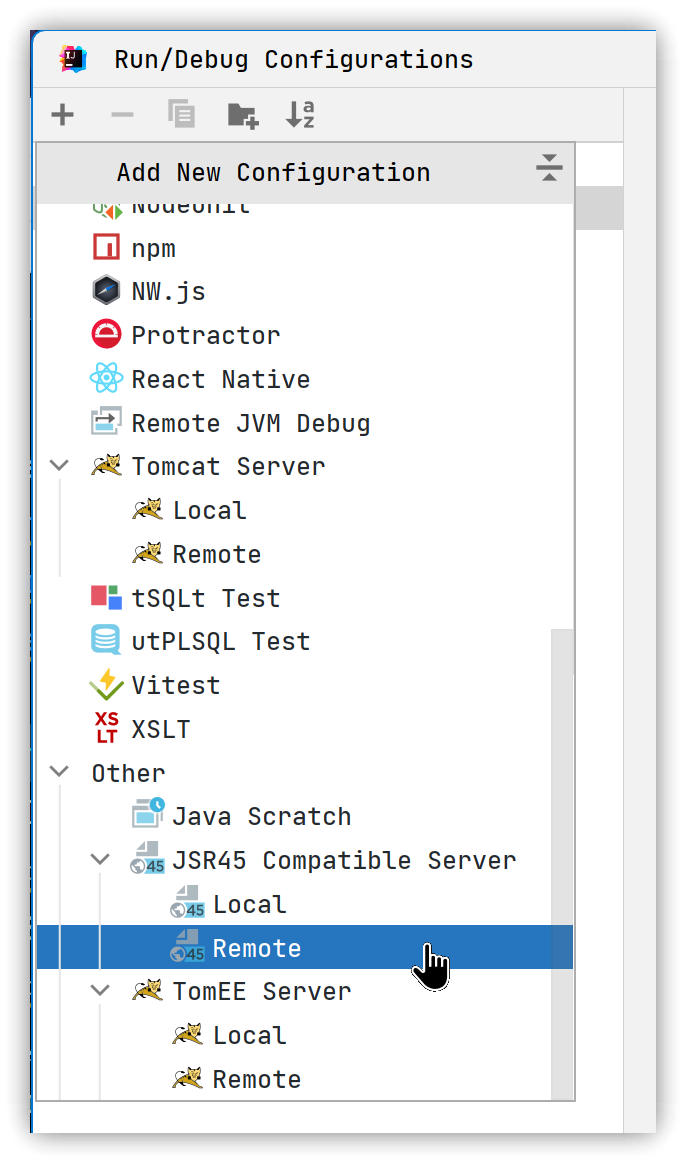 Run/Debug Configurations
Add New Configuration
NodeUnit
npm
NW.js
Protractor
React Native
Remote JVM Debug
Tomcat Server
Local
Remote
tSQLt Test
utPLSQL Test
Vitest
XS
LT XSLT
Other
Java Scratch
45 JSR45 Compatible Server
45 Local
45 Remote
TomEE Server
Local
Remote